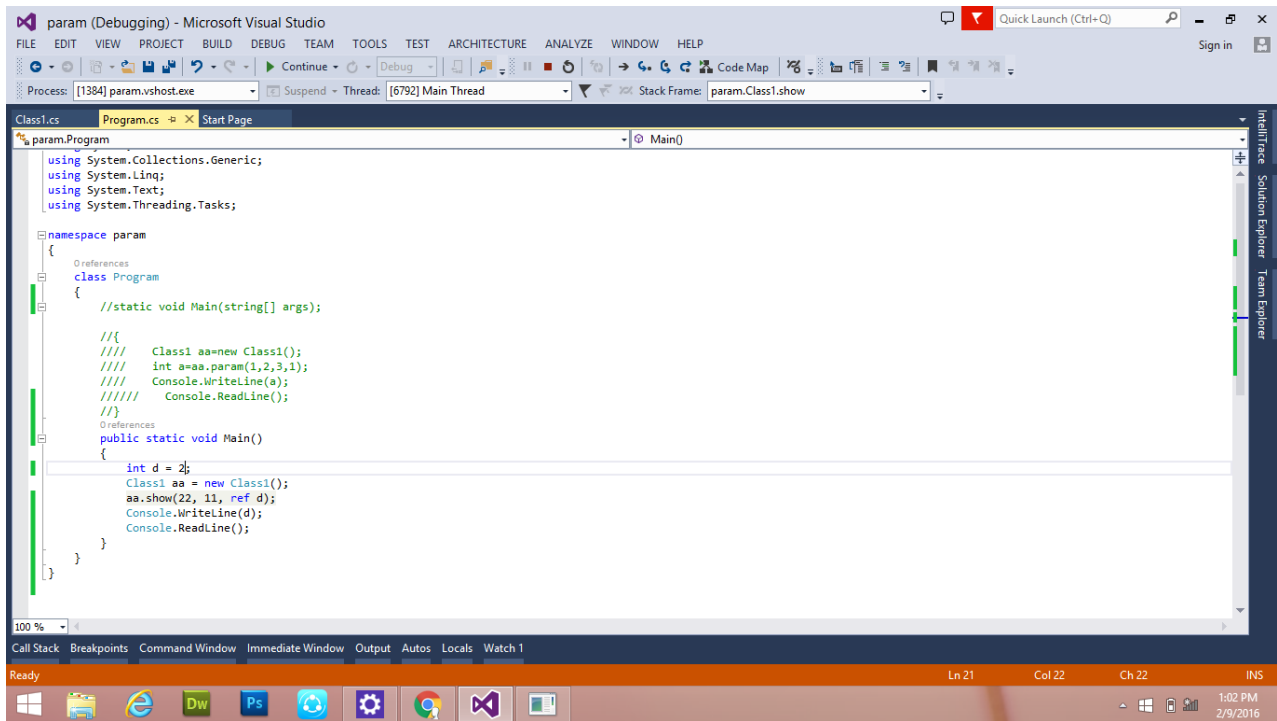 param (Debugging) - Microsoft Visual Studio
Quick Launch (Ctrl+Q)
FILE EDIT VIEW PROJECT BUILD DEBUG TEAM TOOLS TEST ARCHITECTURE ANALYZE WINDOW HELP
Sign in
Continue Debug Code Map
Process: [1384] param.vshost.exe Suspend Thread: [6792] Main Thread Stack Frame: param.Class1.show
Class1.cs Program.cs Start Page
param.Program Main()
using System.Collections.Generic;
using System.Linq;
using System.Text;
using System.Threading.Tasks;
namespace param
{
0 references
class Program
{
//static void Main(string[] args);
//{
//// Class1 aa=new Class1();
//// int a=aa.param(1,2,3,1);
//// Console.WriteLine(a);
////// Console.ReadLine();
//}
0 references
public static void Main()
{
int d = 2;
Class1 aa = new Class1();
aa.show(22, 11, ref d);
Console.WriteLine(d);
Console.ReadLine();
}
}
}
IntelliTrace
Solution Explorer
Team Explorer
100 %
Call Stack Breakpoints Command Window Immediate Window Output Autos Locals Watch 1
Ready Ln 21 Col 22 Ch 22 INS
Dw Ps
1:02 PM
2/9/2016